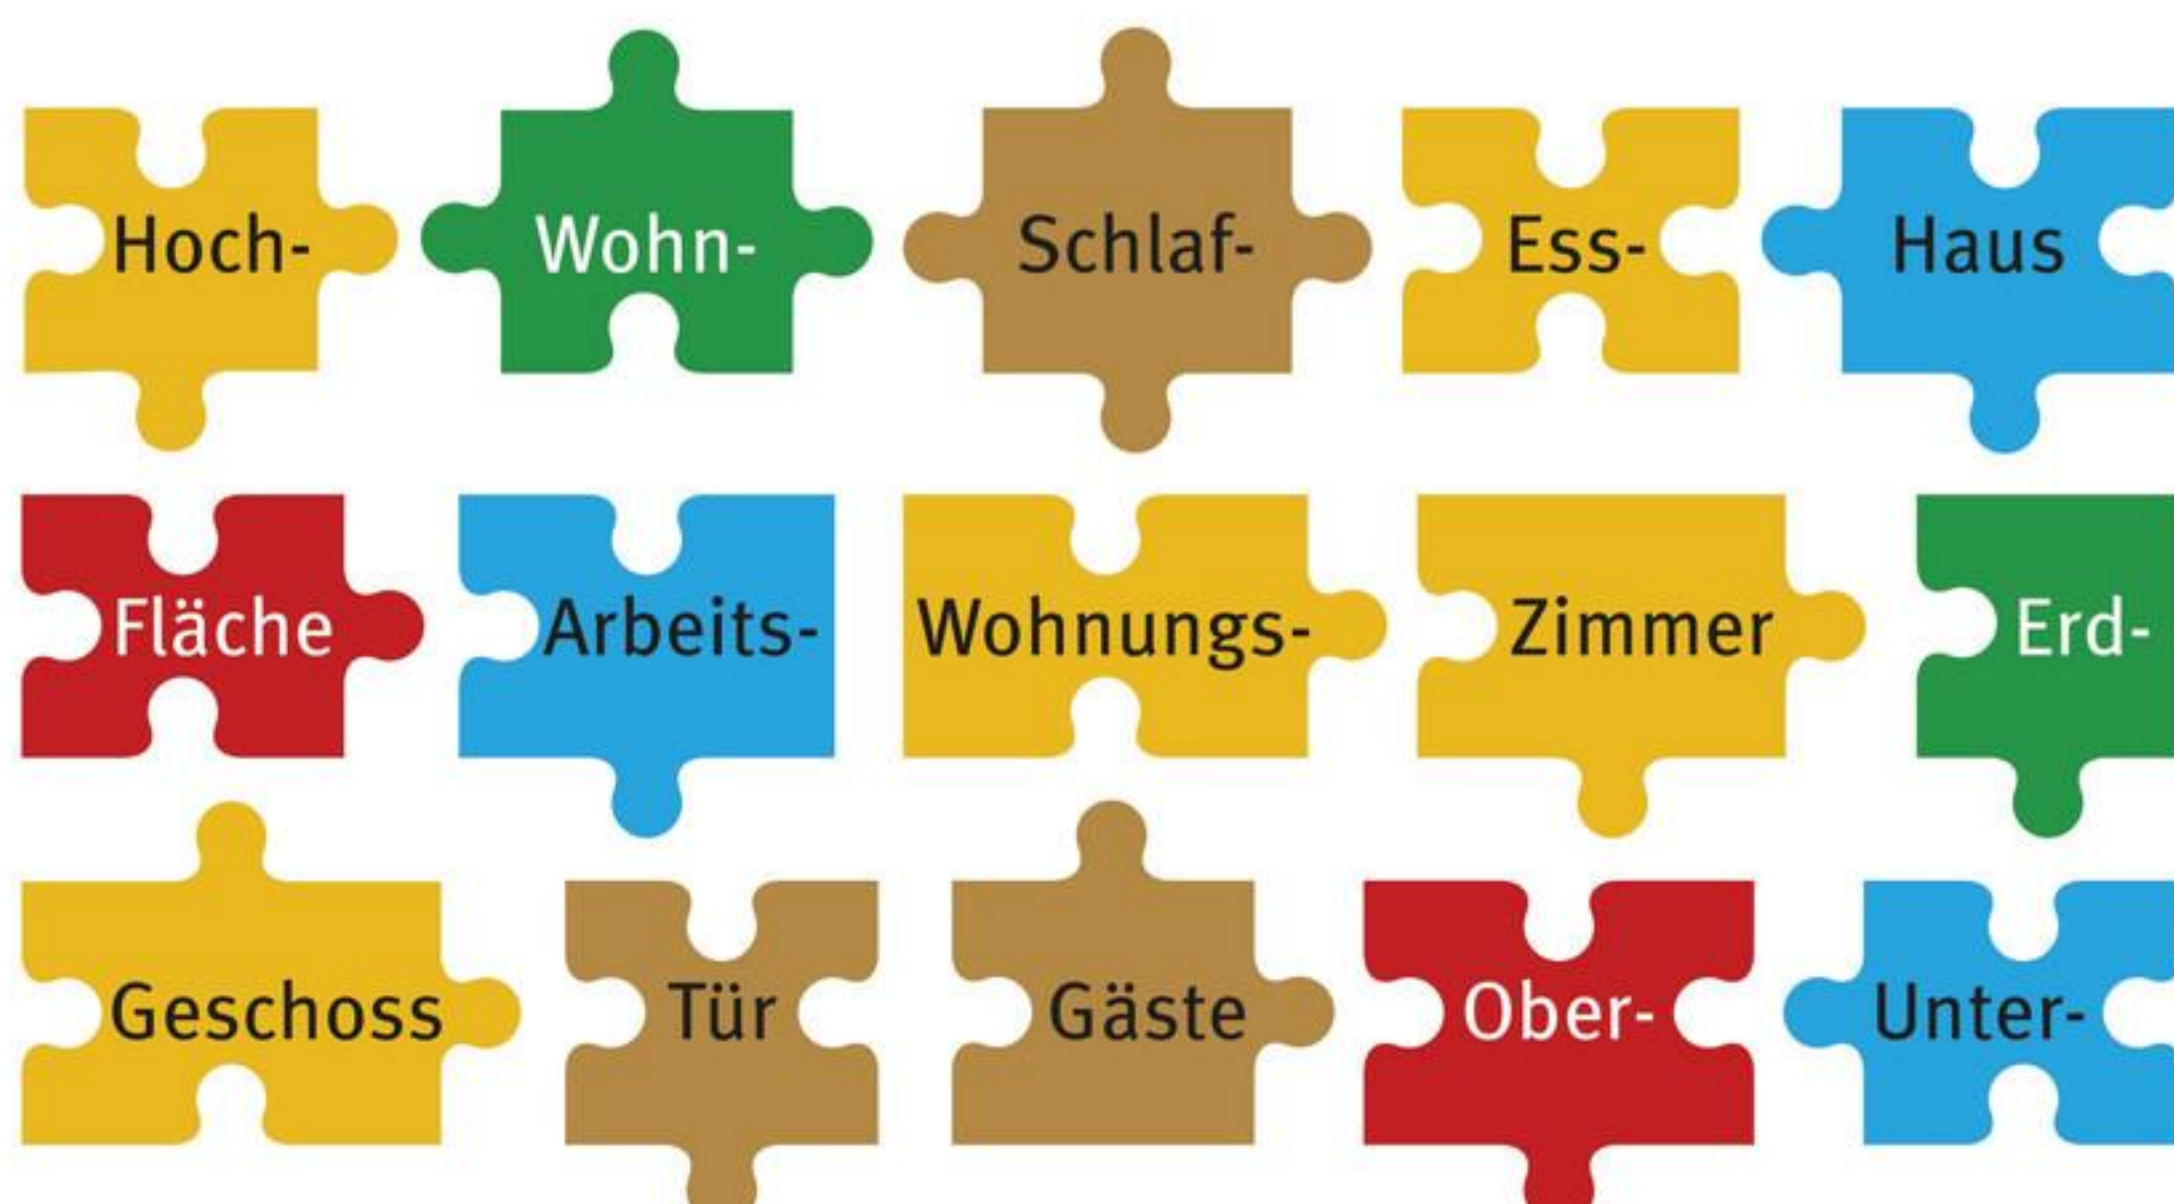 Hoch- Wohn- Schlaf- Ess- Haus
Fläche Arbeits- Wohnungs- Zimmer Erd-
Geschoss Tür Gäste Ober- Unter-